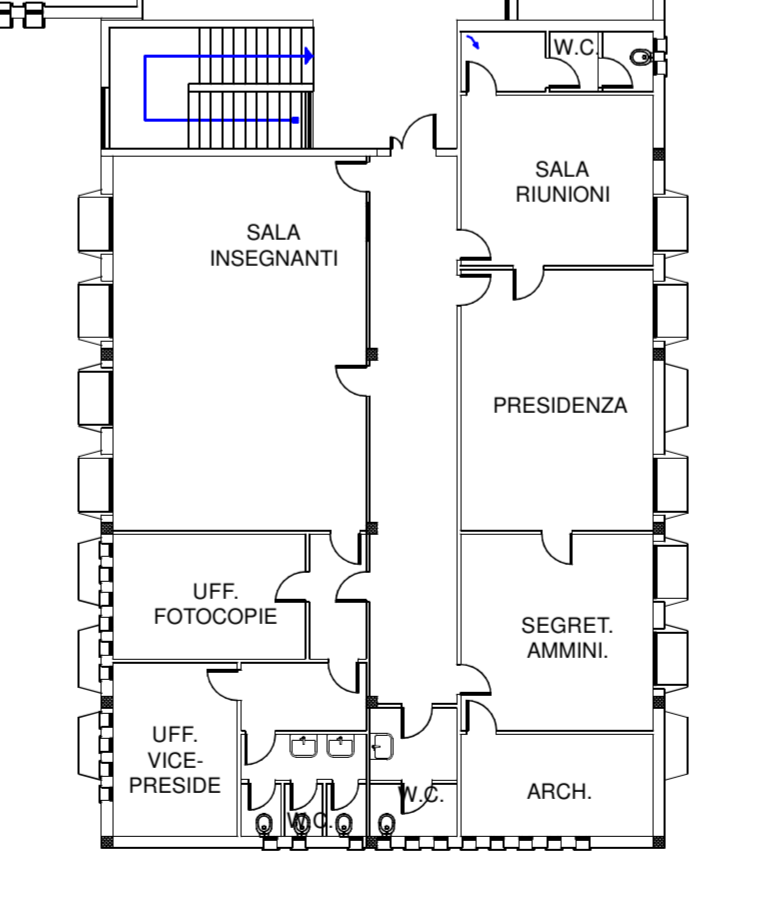 W.C.
SALA
RIUNIONI
SALA
INSEGNANTI
PRESIDENZA
UFF.
FOTOCOPIE
SEGRET.
AMMINI.
UFF.
VICE-
PRESIDE
W.C.
ARCH.
W.C.